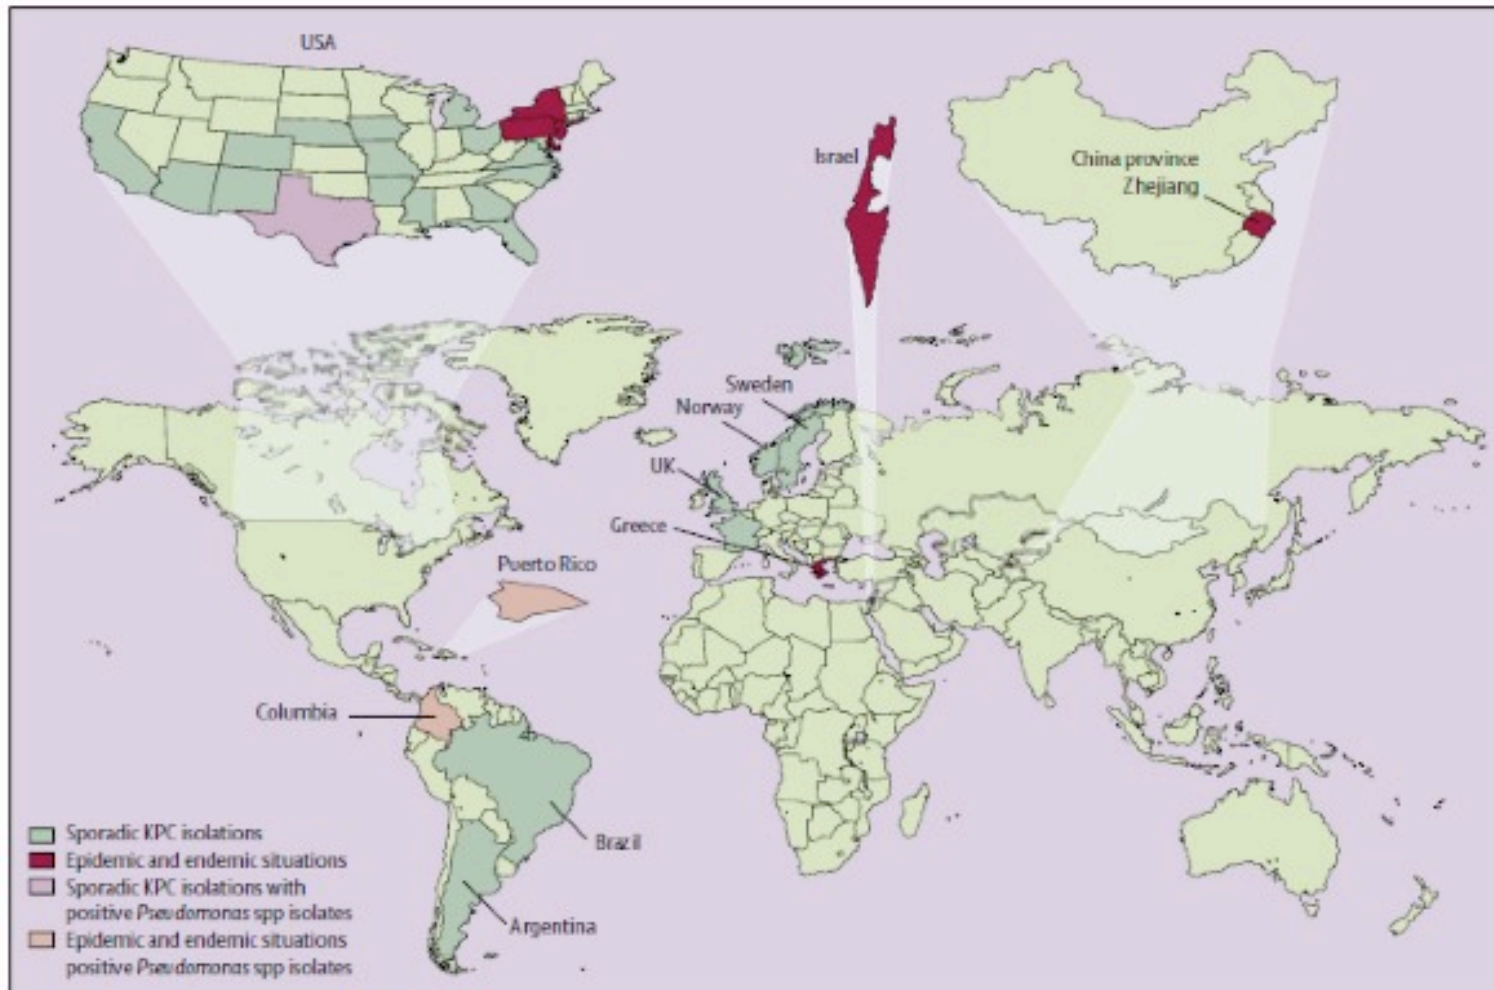 USA
Israel
China province
Zhejiang
Sweden
Norway
UK
Greece
Puerto Rico
Columbia
Brazil
Argentina
Sporadic KPC isolations
Epidemic and endemic situations
Sporadic KPC isolations with
positive Pseudomonas spp isolates
Epidemic and endemic situations
positive Pseudomonas spp isolates